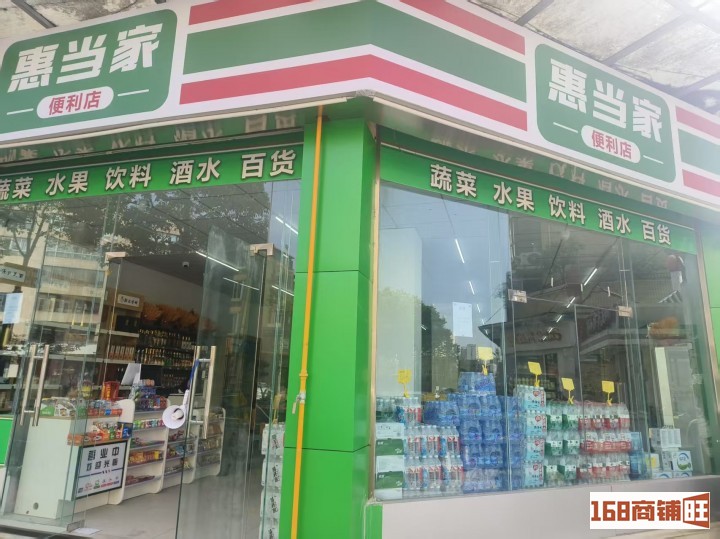 惠当家
便利店
惠当家
便利店
蔬菜 水果 饮料 酒水 百货
蔬菜 水果 饮料 酒水 百货
168商铺旺